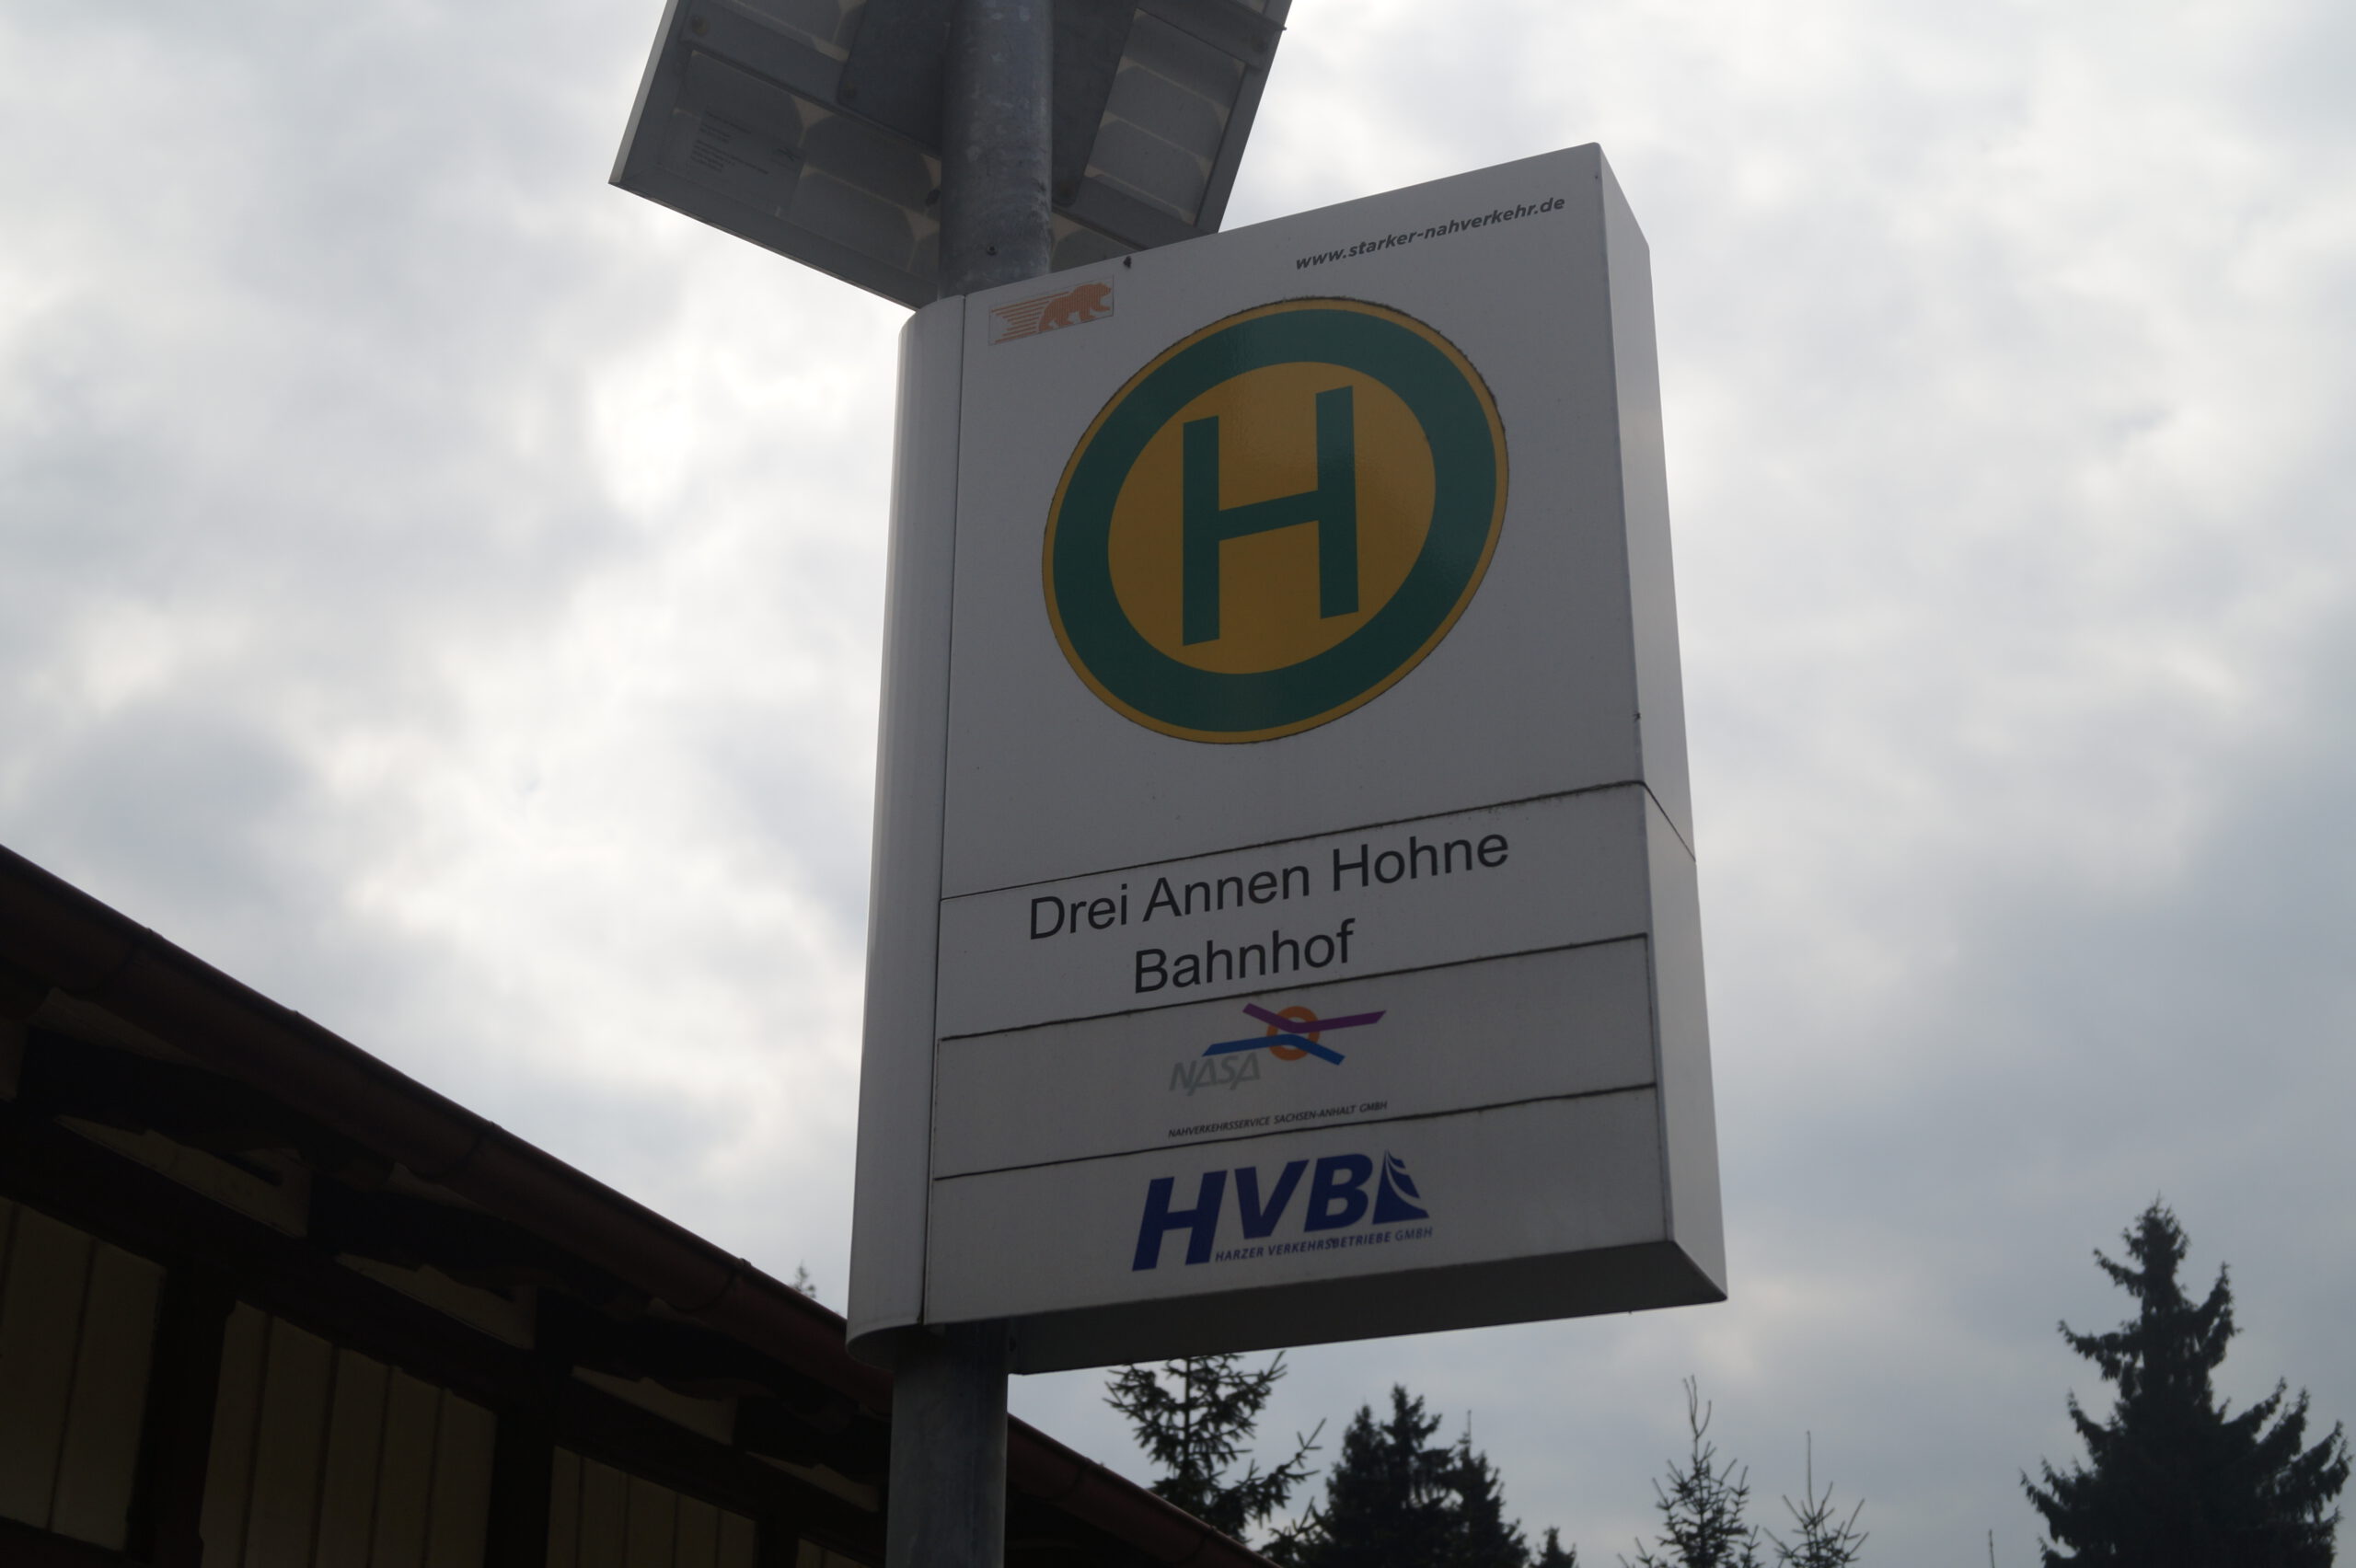 www.starker-nahverkehr.de
H
Drei Annen Hohne
Bahnhof
NASA
NAHVERKEHRSSERVICE SACHSEN-ANHALT GMBH
HVB
HARZER VERKEHRSBETRIEBE GMBH